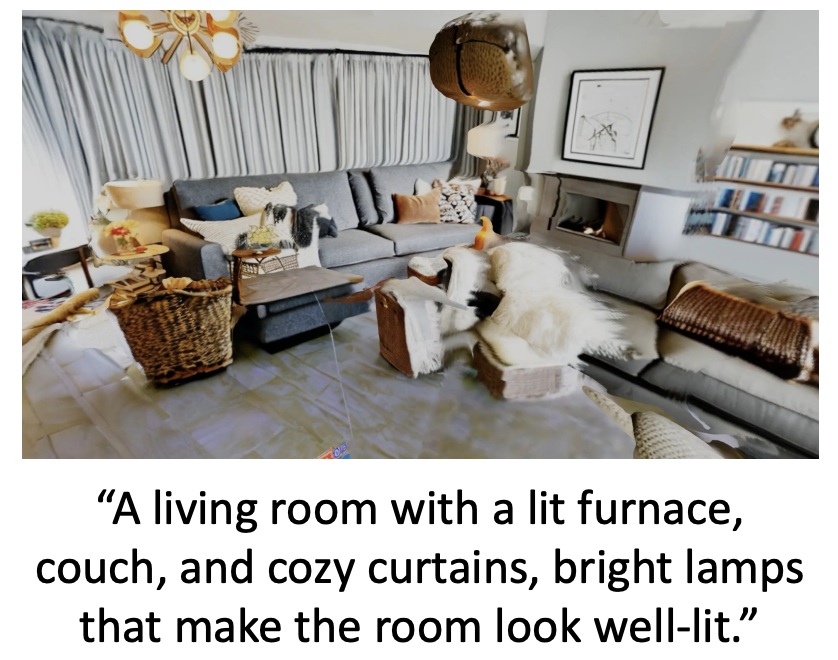 “A living room with a lit furnace,
couch, and cozy curtains, bright lamps
that make the room look well-lit.”